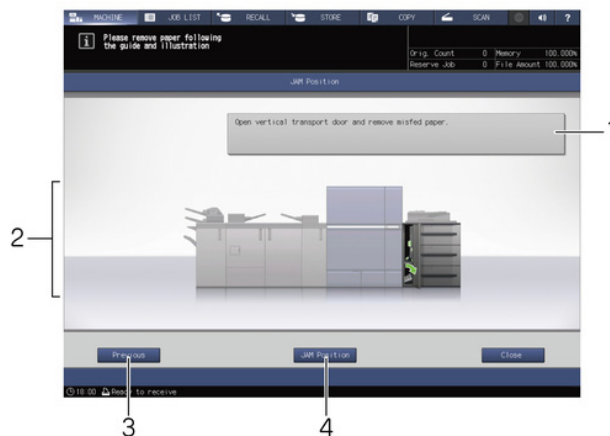 MACHINE JOB LIST RECALL STORE COPY SCAN ?
Please remove paper following
the guide and illustration
Orig. Count 0 Memory 100.000%
Reserve Job 0 File Amount 100.000%
JAM Position
Open vertical transport door and remove misfed paper.
1
2
Previous JAM Position Close
18:00 Ready to receive
3 4